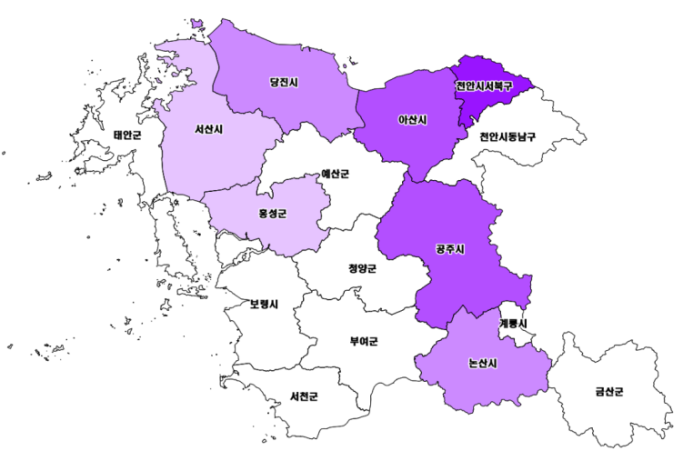 당진시
천안시서북구
아산시
서산시
태안군
천안시동남구
예산군
홍성군
공주시
청양군
보령시
계룡시
부여군
논산시
서천군
금산군